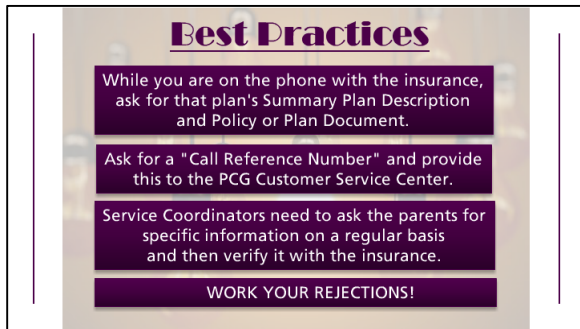 Best Practices
While you are on the phone with the insurance,
ask for that plan's Summary Plan Description
and Policy or Plan Document.
Ask for a "Call Reference Number" and provide
this to the PCG Customer Service Center.
Service Coordinators need to ask the parents for
specific information on a regular basis
and then verify it with the insurance.
WORK YOUR REJECTIONS!